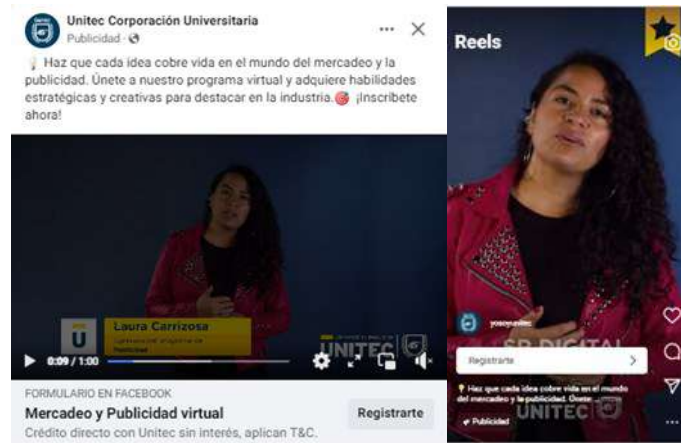 Unitec Corporación Universitaria
Publicidad
💡 Haz que cada idea cobre vida en el mundo del mercadeo y la
publicidad. Únete a nuestro programa virtual y adquiere habilidades
estratégicas y creativas para destacar en la industria.🎯 ¡Inscríbete
ahora!
U
Laura Carrizosa
Publicidad
UNITEC
0:09 / 1:00
FORMULARIO EN FACEBOOK
Mercadeo y Publicidad virtual
Crédito directo con Unitec sin interés, aplican T&C.
Registrarte
Reels
yosoyunitec
DIGITAL
Registrarte
💡 Haz que cada idea cobre vida en el mundo
del mercadeo y la publicidad. Únete
UNITEC
Publicidad